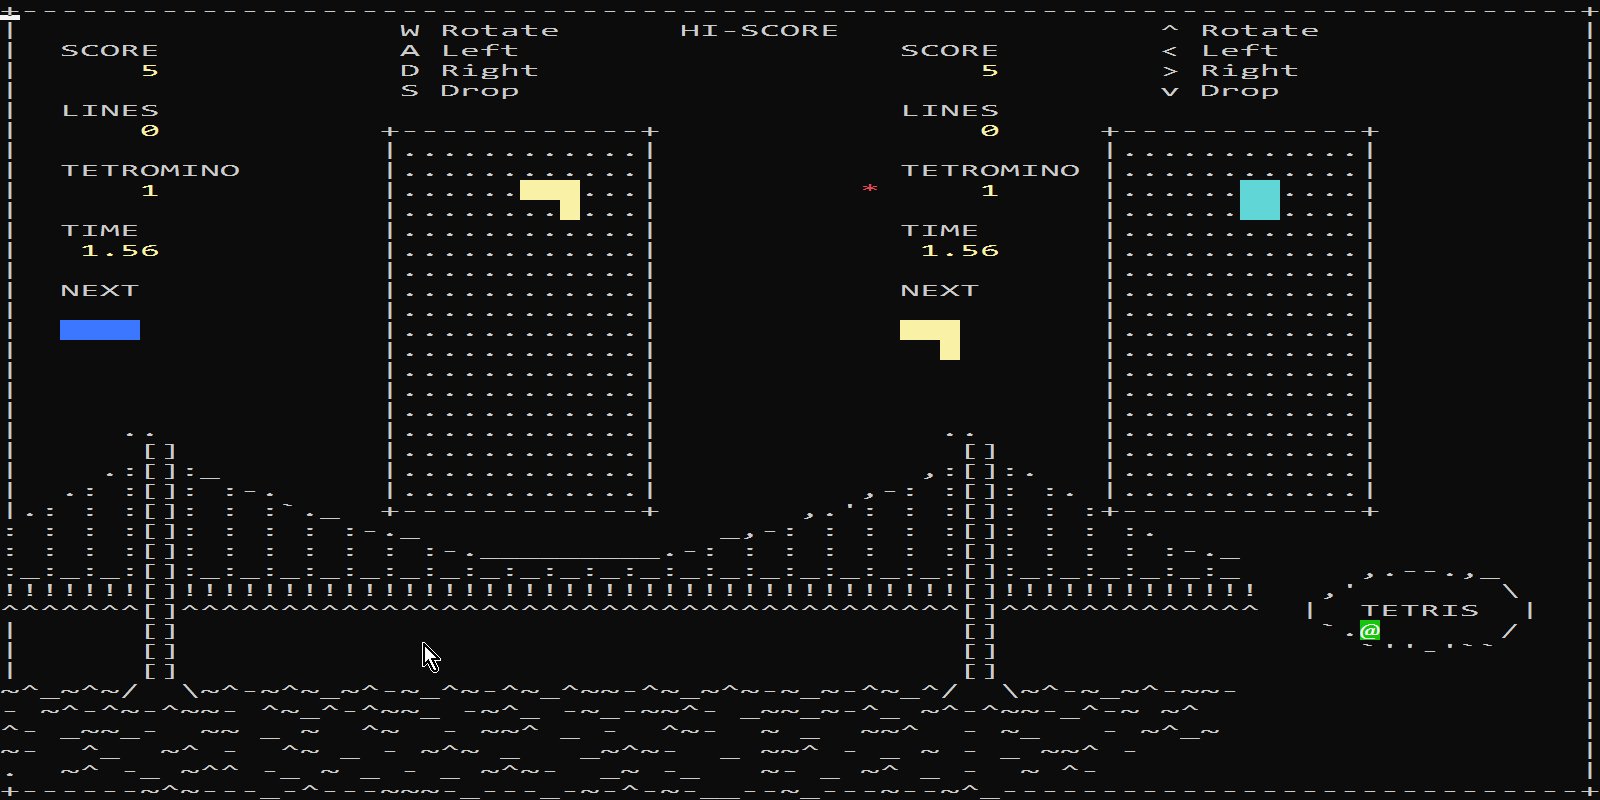 W Rotate
A Left
D Right
S Drop
HI-SCORE
^ Rotate
< Left
> Right
v Drop
SCORE
5
LINES
0
TETROMINO
1
TIME
1.56
NEXT
*
SCORE
5
LINES
0
TETROMINO
1
TIME
1.56
NEXT
TETRIS
@